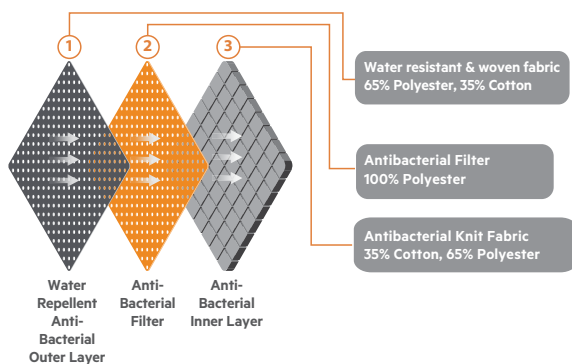 1
2
3
Water resistant & woven fabric
65% Polyester, 35% Cotton
Antibacterial Filter
100% Polyester
Antibacterial Knit Fabric
35% Cotton, 65% Polyester
Water
Repellent
Anti-
Bacterial
Outer Layer
Anti-
Bacterial
Filter
Anti-
Bacterial
Inner Layer